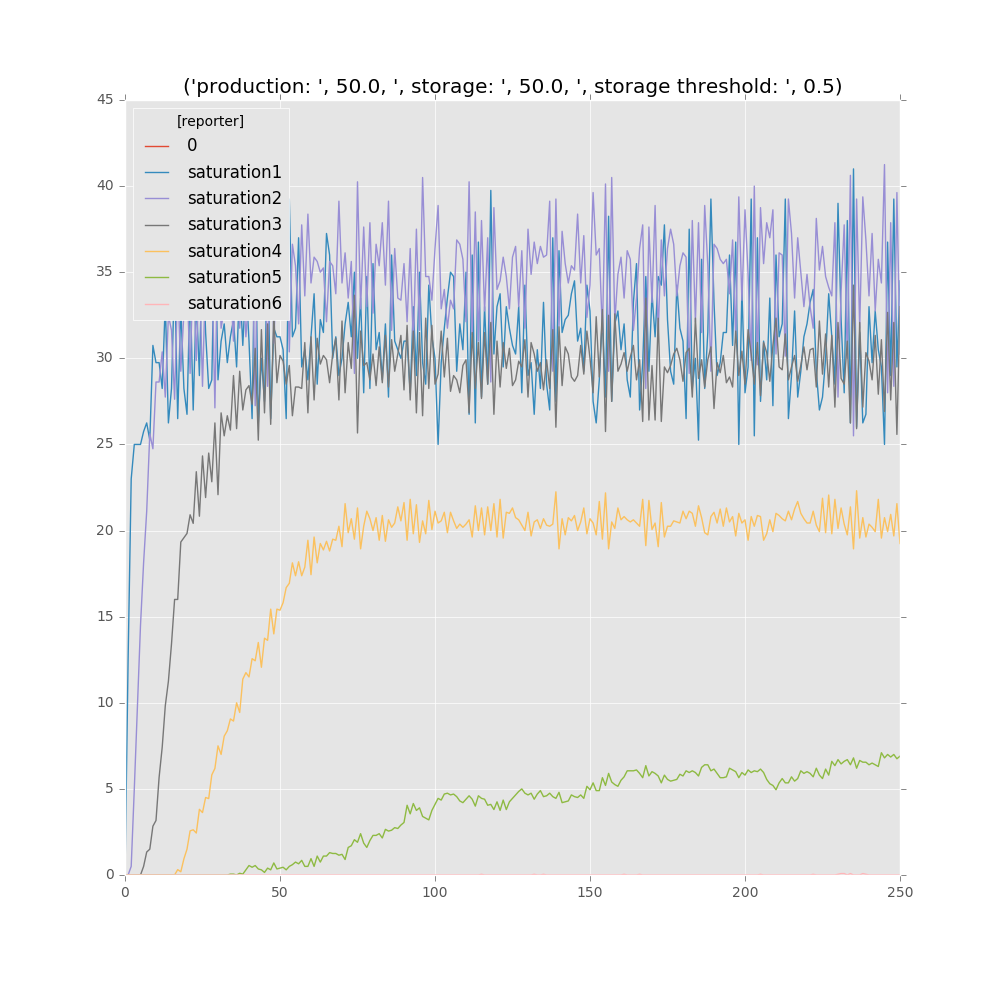 ('production: ', 50.0, ', storage: ', 50.0, ', storage threshold: ', 0.5)
45
[reporter]
0
saturation1
saturation2
saturation3
saturation4
saturation5
saturation6
40
35
30
25
20
15
10
5
0
0 50 100 150 200 250